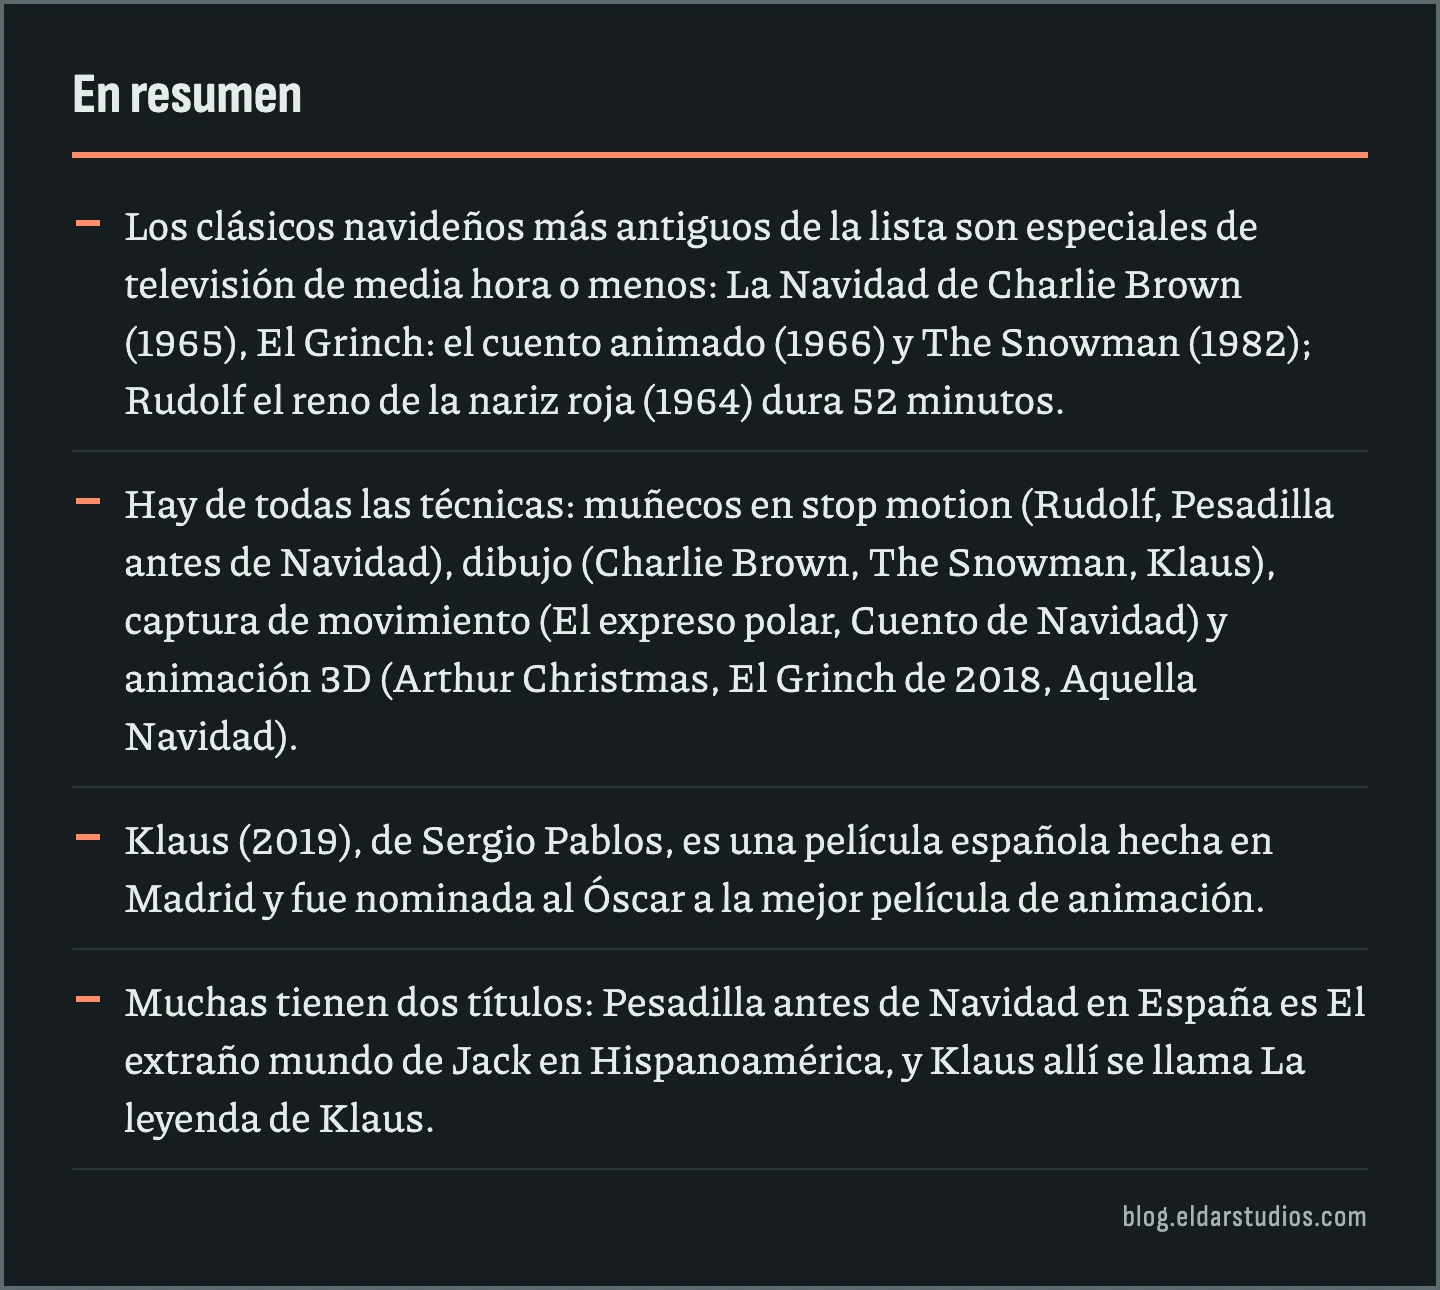 En resumen
– Los clásicos navideños más antiguos de la lista son especiales de
televisión de media hora o menos: La Navidad de Charlie Brown
(1965), El Grinch: el cuento animado (1966) y The Snowman (1982);
Rudolf el reno de la nariz roja (1964) dura 52 minutos.
– Hay de todas las técnicas: muñecos en stop motion (Rudolf, Pesadilla
antes de Navidad), dibujo (Charlie Brown, The Snowman, Klaus),
captura de movimiento (El expreso polar, Cuento de Navidad) y
animación 3D (Arthur Christmas, El Grinch de 2018, Aquella
Navidad).
– Klaus (2019), de Sergio Pablos, es una película española hecha en
Madrid y fue nominada al Óscar a la mejor película de animación.
– Muchas tienen dos títulos: Pesadilla antes de Navidad en España es El
extraño mundo de Jack en Hispanoamérica, y Klaus allí se llama La
leyenda de Klaus.
blog.eldarstudios.com